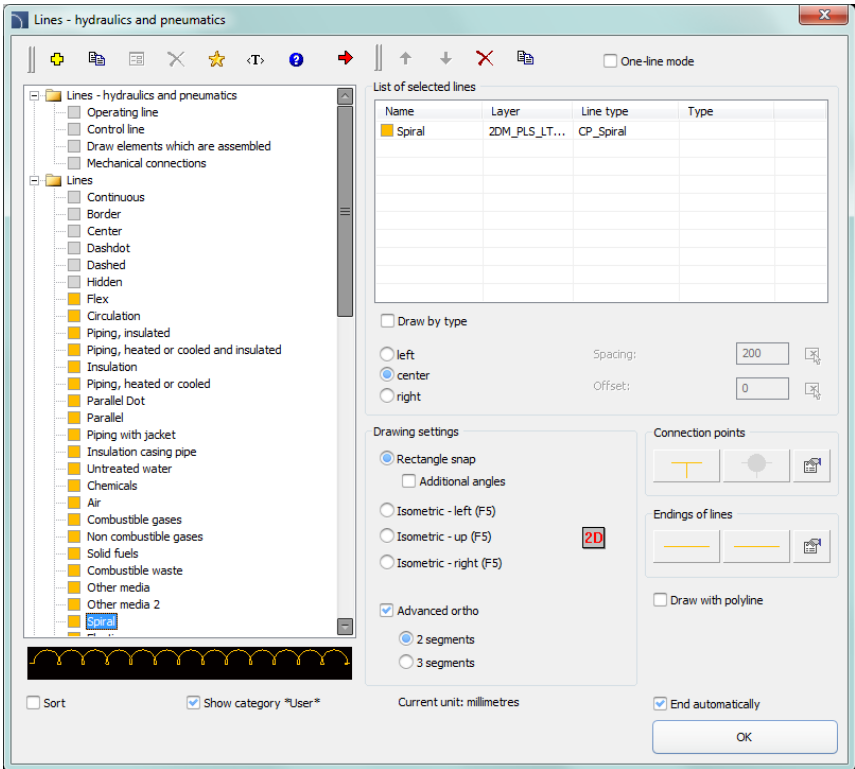 Lines - hydraulics and pneumatics
<T>
?
One-line mode
Lines - hydraulics and pneumatics
Operating line
Control line
Draw elements which are assembled
Mechanical connections
Lines
Continuous
Border
Center
Dashdot
Dashed
Hidden
Flex
Circulation
Piping, insulated
Piping, heated or cooled and insulated
Insulation
Piping, heated or cooled
Parallel Dot
Parallel
Piping with jacket
Insulation casing pipe
Untreated water
Chemicals
Air
Combustible gases
Non combustible gases
Solid fuels
Combustible waste
Other media
Other media 2
Spiral
Sort
Show category *User*
List of selected lines
Name Layer Line type Type
Spiral 2DM_PLS_LT... CP_Spiral
Draw by type
left
center
right
Spacing: 200
Offset: 0
Drawing settings
Rectangle snap
Additional angles
Isometric - left (F5)
Isometric - up (F5)
Isometric - right (F5)
2D
Advanced ortho
2 segments
3 segments
Current unit: millimetres
Connection points
Endings of lines
Draw with polyline
End automatically
OK